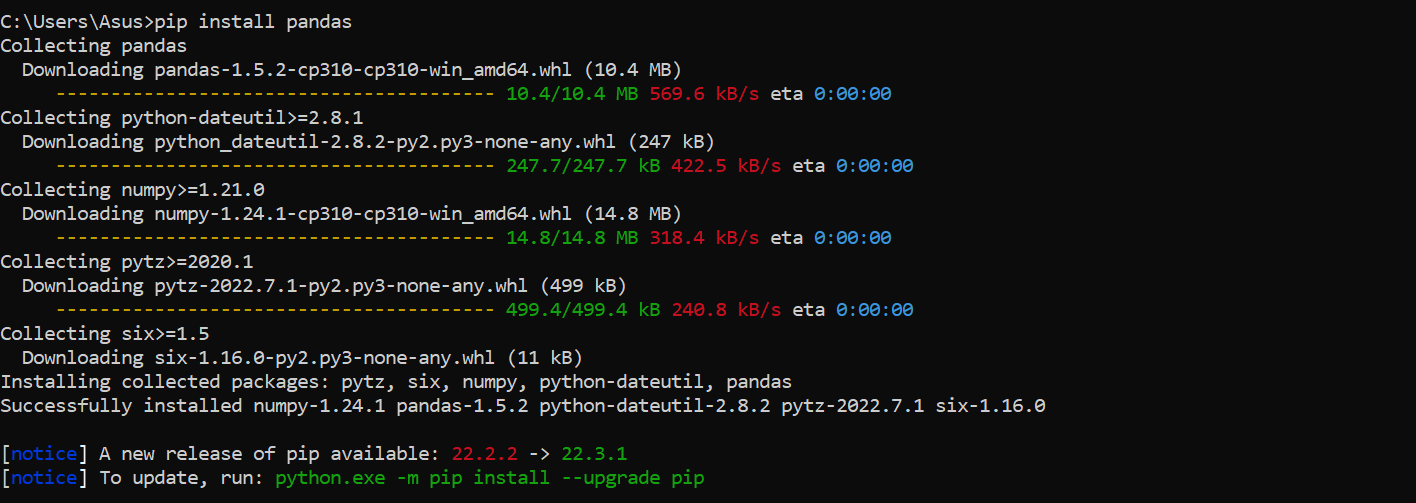 C:\Users\Asus>pip install pandas
Collecting pandas
  Downloading pandas-1.5.2-cp310-cp310-win_amd64.whl (10.4 MB)
     ---------------------------------------- 10.4/10.4 MB 569.6 kB/s eta 0:00:00
Collecting python-dateutil>=2.8.1
  Downloading python_dateutil-2.8.2-py2.py3-none-any.whl (247 kB)
     ---------------------------------------- 247.7/247.7 kB 422.5 kB/s eta 0:00:00
Collecting numpy>=1.21.0
  Downloading numpy-1.24.1-cp310-cp310-win_amd64.whl (14.8 MB)
     ---------------------------------------- 14.8/14.8 MB 318.4 kB/s eta 0:00:00
Collecting pytz>=2020.1
  Downloading pytz-2022.7.1-py2.py3-none-any.whl (499 kB)
     ---------------------------------------- 499.4/499.4 kB 240.8 kB/s eta 0:00:00
Collecting six>=1.5
  Downloading six-1.16.0-py2.py3-none-any.whl (11 kB)
Installing collected packages: pytz, six, numpy, python-dateutil, pandas
Successfully installed numpy-1.24.1 pandas-1.5.2 python-dateutil-2.8.2 pytz-2022.7.1 six-1.16.0

[notice] A new release of pip available: 22.2.2 -> 22.3.1
[notice] To update, run: python.exe -m pip install --upgrade pip